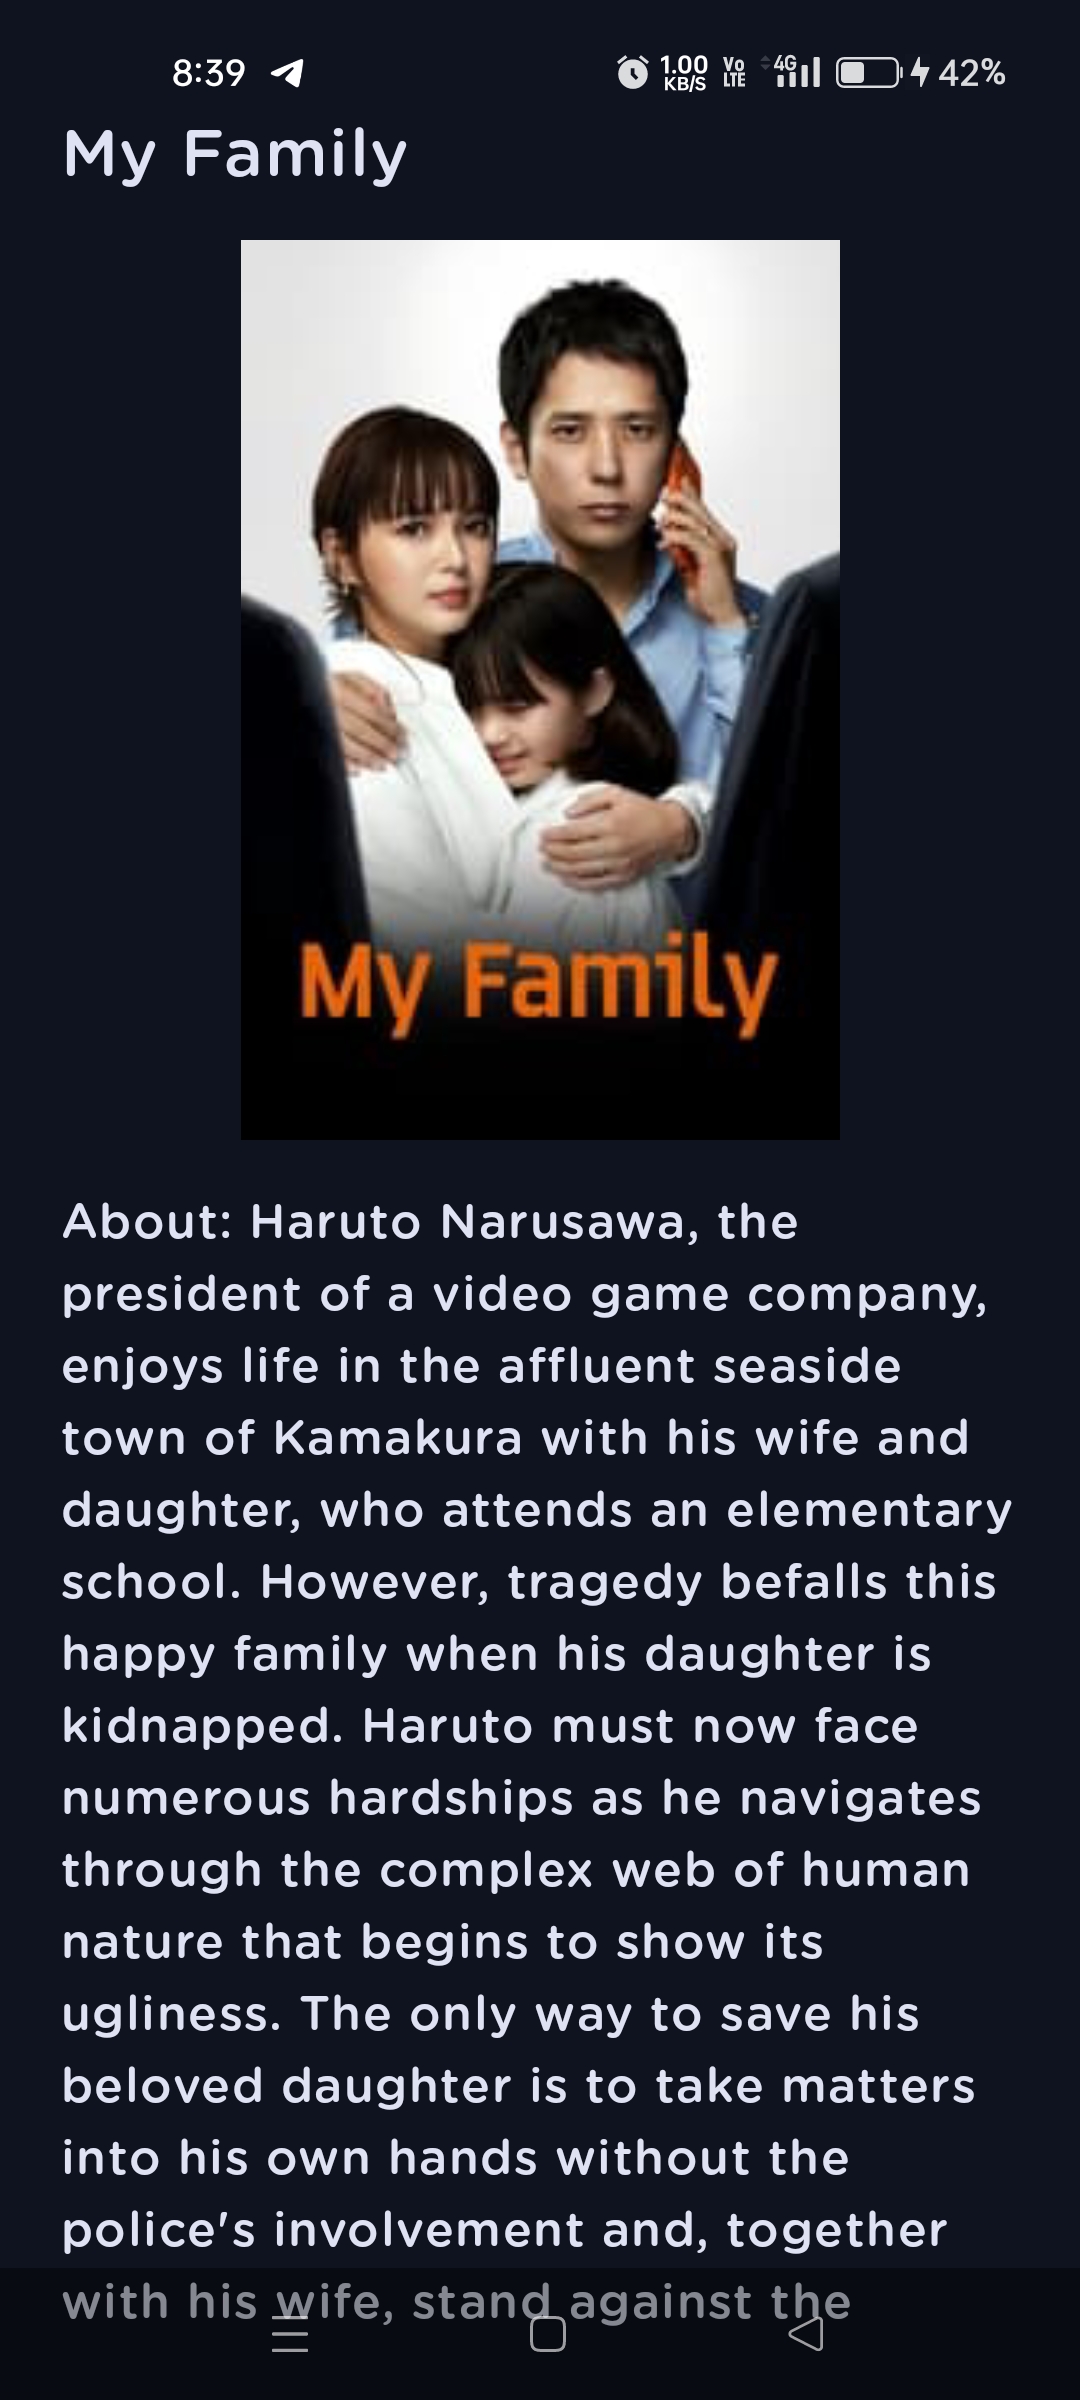 8:39
1.00 KB/S Vo LTE 4G 42%
My Family
My Family
About: Haruto Narusawa, the
president of a video game company,
enjoys life in the affluent seaside
town of Kamakura with his wife and
daughter, who attends an elementary
school. However, tragedy befalls this
happy family when his daughter is
kidnapped. Haruto must now face
numerous hardships as he navigates
through the complex web of human
nature that begins to show its
ugliness. The only way to save his
beloved daughter is to take matters
into his own hands without the
police's involvement and, together
with his wife, stand against the